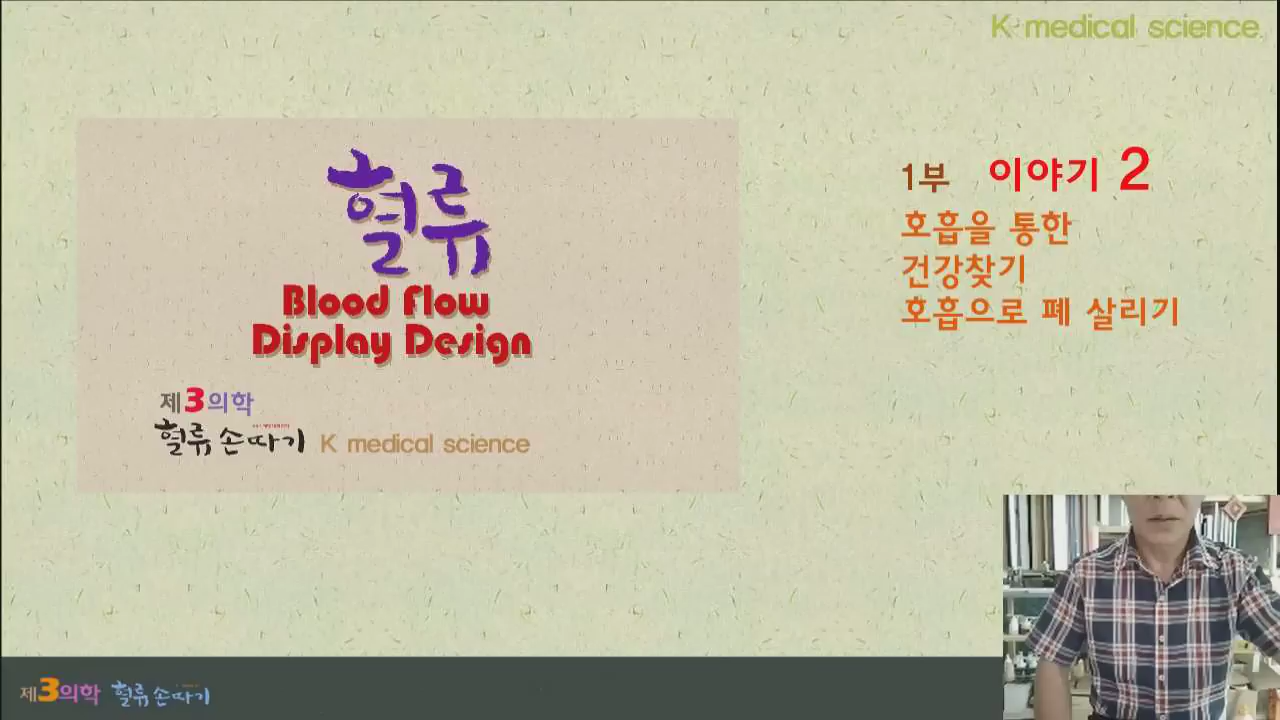 K medical science
혈류
Blood Flow
Display Design
제3의학
혈류 손따기 K medical science
1부 이야기 2
호흡을 통한
건강찾기
호흡으로 폐 살리기
제3의학 혈류 손따기